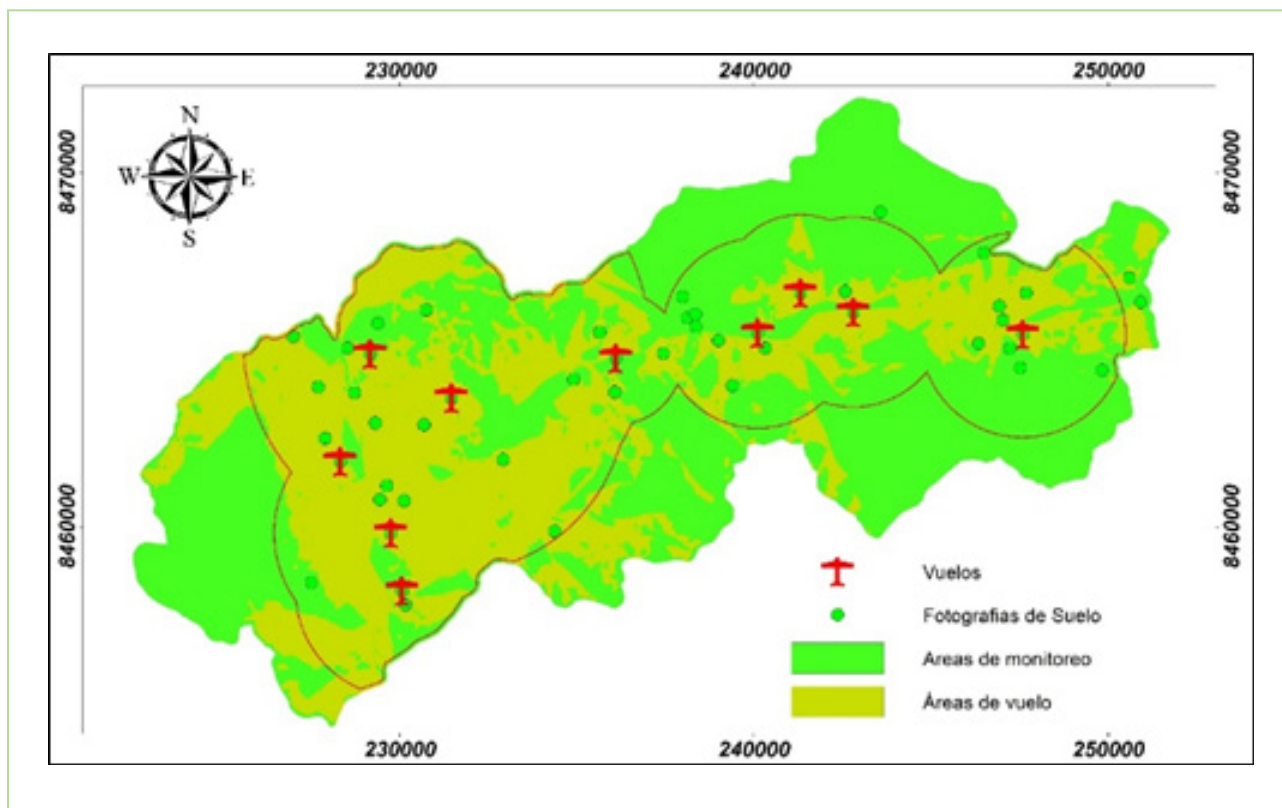 230000 240000 250000
N
W E
S
8470000 8470000
8460000 8460000
Vuelos
Fotografias de Suelo
Areas de monitoreo
Áreas de vuelo
230000 240000 250000